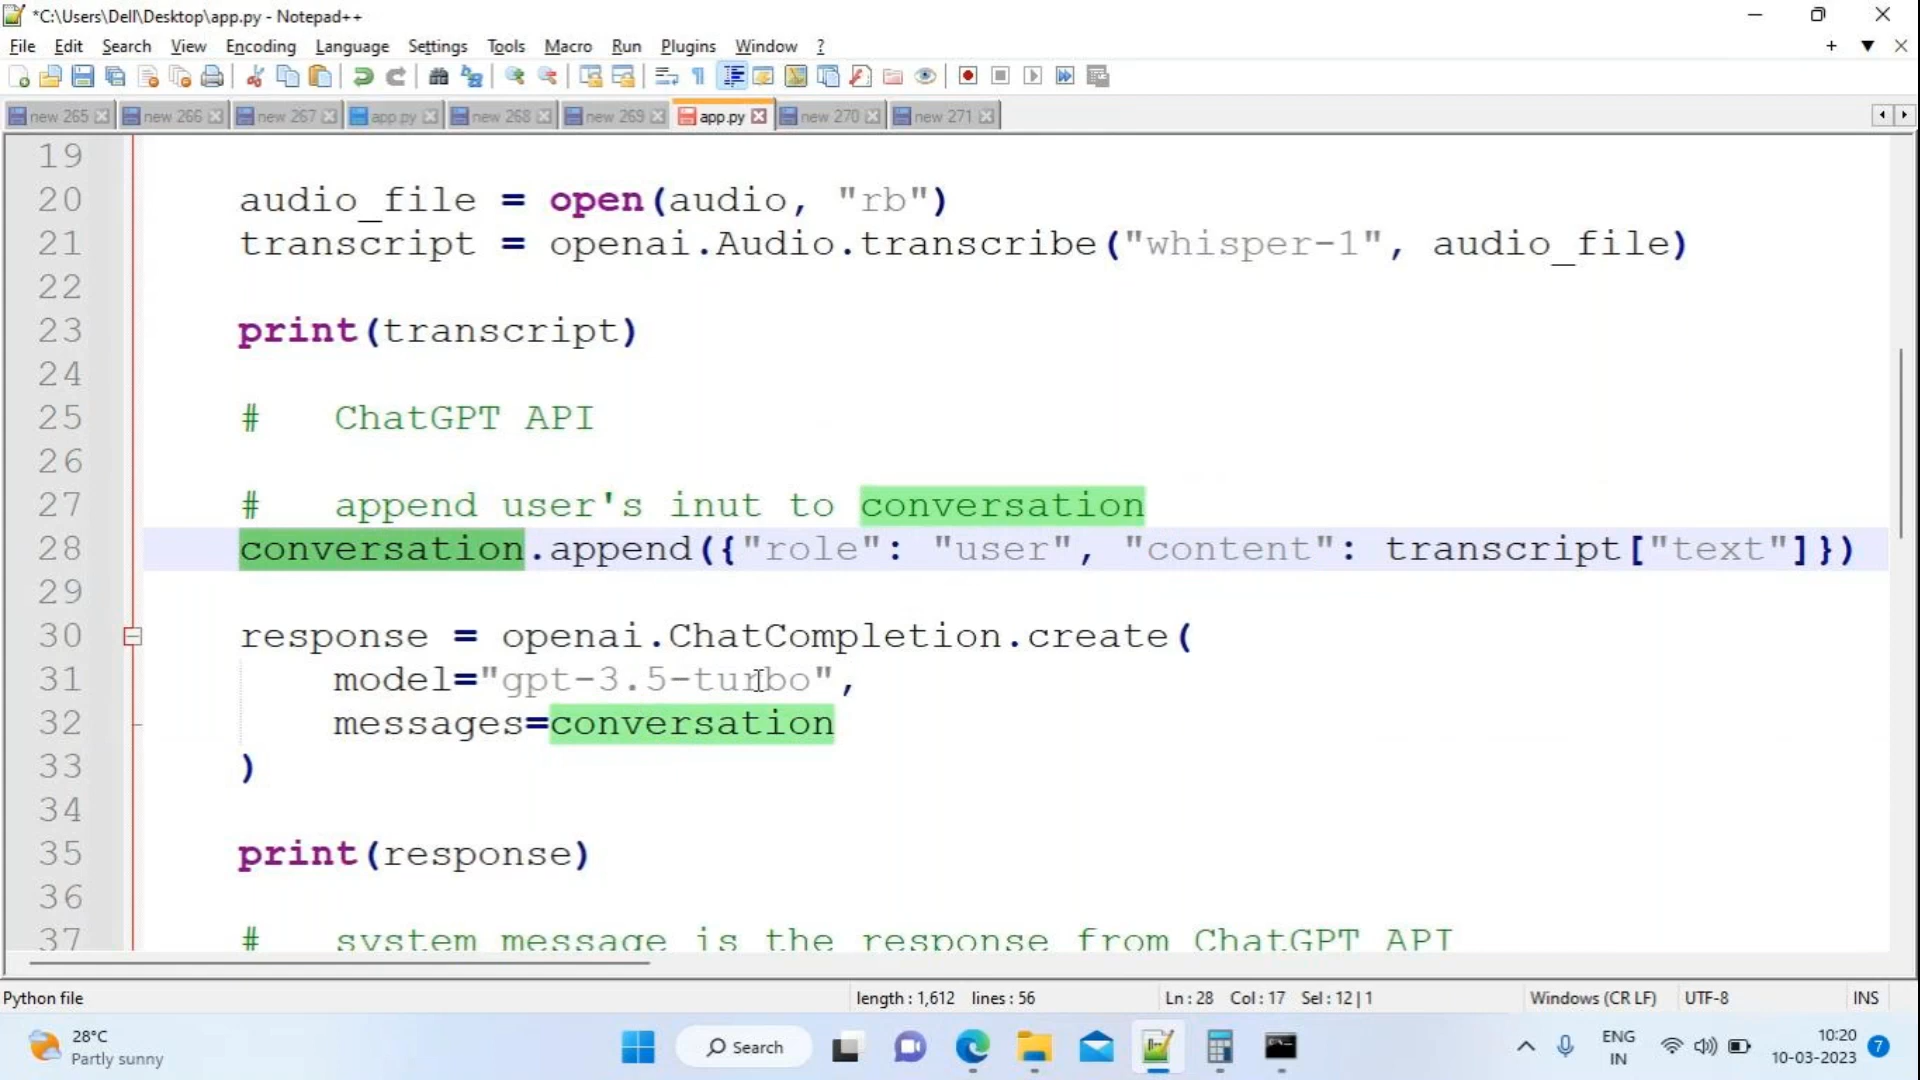 *C:\Users\Dell\Desktop\app.py - Notepad++
File Edit Search View Encoding Language Settings Tools Macro Run Plugins Window ?
new 265 new 266 new 267 app.py new 268 new 269 app.py new 270 new 271
19
20 audio_file = open(audio, "rb")
21 transcript = openai.Audio.transcribe("whisper-1", audio_file)
22
23 print(transcript)
24
25 # ChatGPT API
26
27 # append user's inut to conversation
28 conversation.append({"role": "user", "content": transcript["text"]})
29
30 response = openai.ChatCompletion.create(
31 model="gpt-3.5-turbo",
32 messages=conversation
33 )
34
35 print(response)
36
37 # system message is the response from ChatGPT API
Python file length : 1,612 lines : 56 Ln : 28 Col : 17 Sel : 12 | 1 Windows (CR LF) UTF-8 INS
28°C
Partly sunny
Search
ENG
IN
10:20
10-03-2023
7